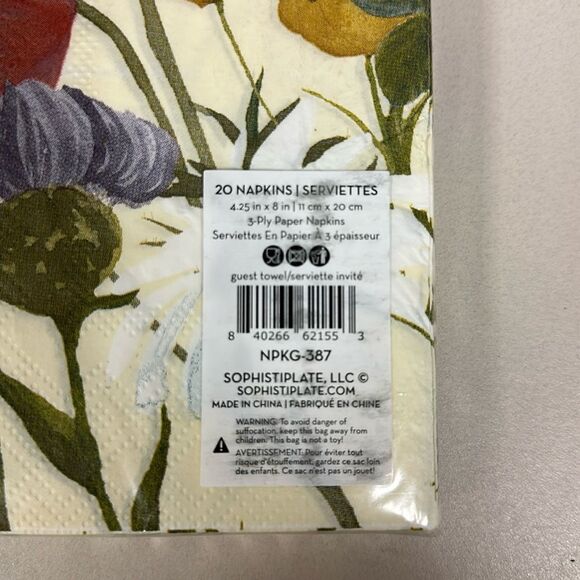 20 NAPKINS | SERVIETTES
4.25 in x 8 in | 11 cm x 20 cm
3-Ply Paper Napkins
Serviettes En Papier À 3 épaisseur
guest towel/serviette invité
8 40266 62155 3
NPKG-387
SOPHISTIPLATE, LLC ©
SOPHISTIPLATE.COM
MADE IN CHINA | FABRIQUÉ EN CHINE
WARNING: To avoid danger of
suffocation, keep this bag away from
children. This bag is not a toy!
AVERTISSEMENT: Pour éviter tout
risque d'étouffement, gardez ce sac loin
des enfants. Ce sac n'est pas un jouet!